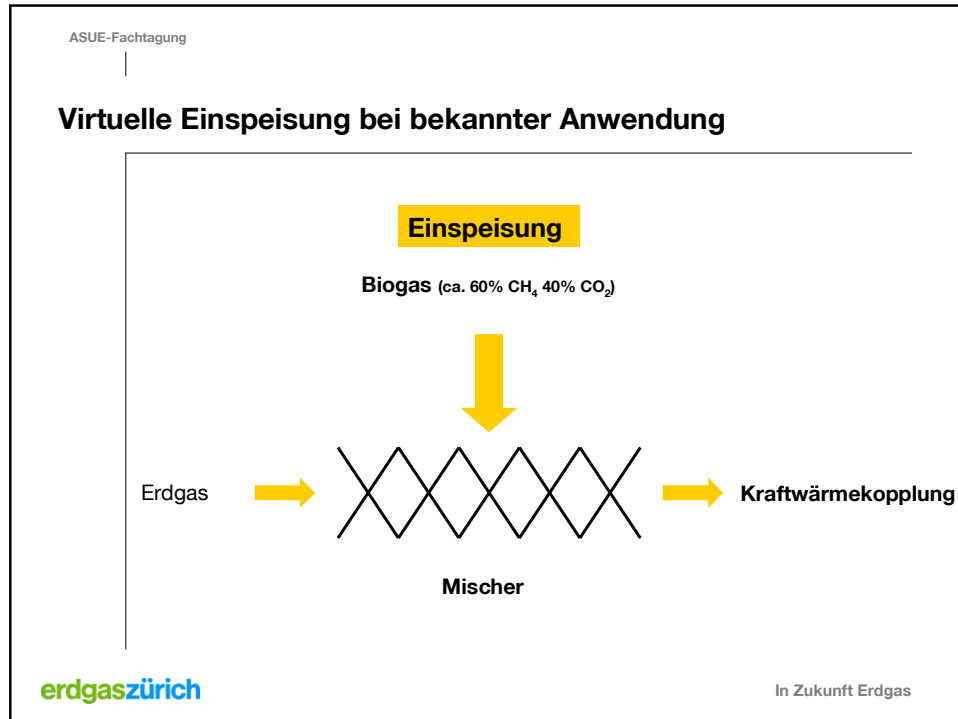 ASUE-Fachtagung
Virtuelle Einspeisung bei bekannter Anwendung
Einspeisung
Biogas (ca. 60% CH₄ 40% CO₂)
Erdgas
Kraftwärmekopplung
Mischer
erdgaszürich
In Zukunft Erdgas